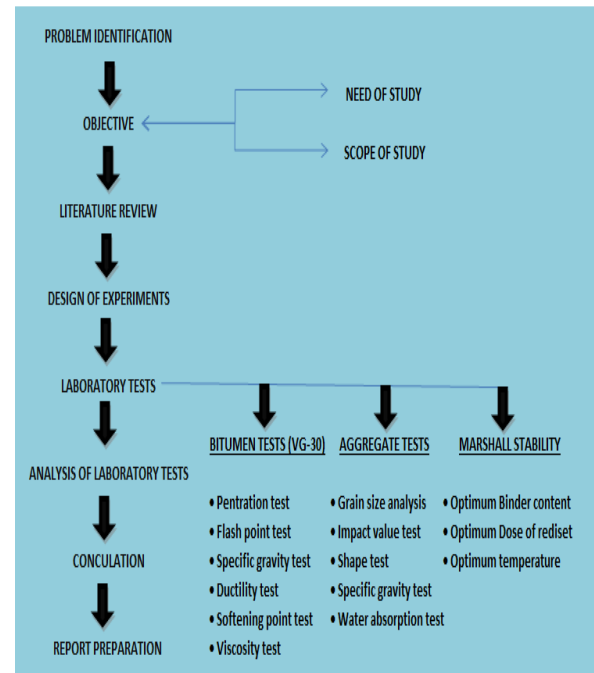 PROBLEM IDENTIFICATION
NEED OF STUDY
OBJECTIVE
SCOPE OF STUDY
LITERATURE REVIEW
DESIGN OF EXPERIMENTS
LABORATORY TESTS
BITUMEN TESTS (VG-30)
AGGREGATE TESTS
MARSHALL STABILITY
ANALYSIS OF LABORATORY TESTS
• Pentration test
• Flash point test
• Specific gravity test
• Ductility test
• Softening point test
• Viscosity test
• Grain size analysis
• Impact value test
• Shape test
• Specific gravity test
• Water absorption test
• Optimum Binder content
• Optimum Dose of rediset
• Optimum temperature
CONCULATION
REPORT PREPARATION